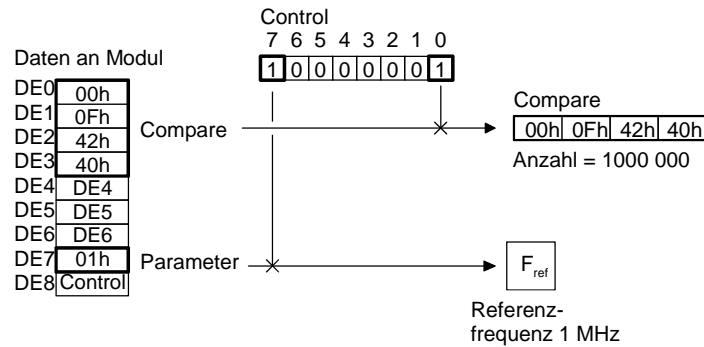 Control
7 6 5 4 3 2 1 0
1 0 0 0 0 0 0 1
Daten an Modul
DE0 00h
DE1 0Fh
DE2 42h
DE3 40h
DE4 DE4
DE5 DE5
DE6 DE6
DE7 01h
DE8 Control
Compare
Parameter
Compare
00h 0Fh 42h 40h
Anzahl = 1000 000
Fref
Referenz-
frequenz 1 MHz